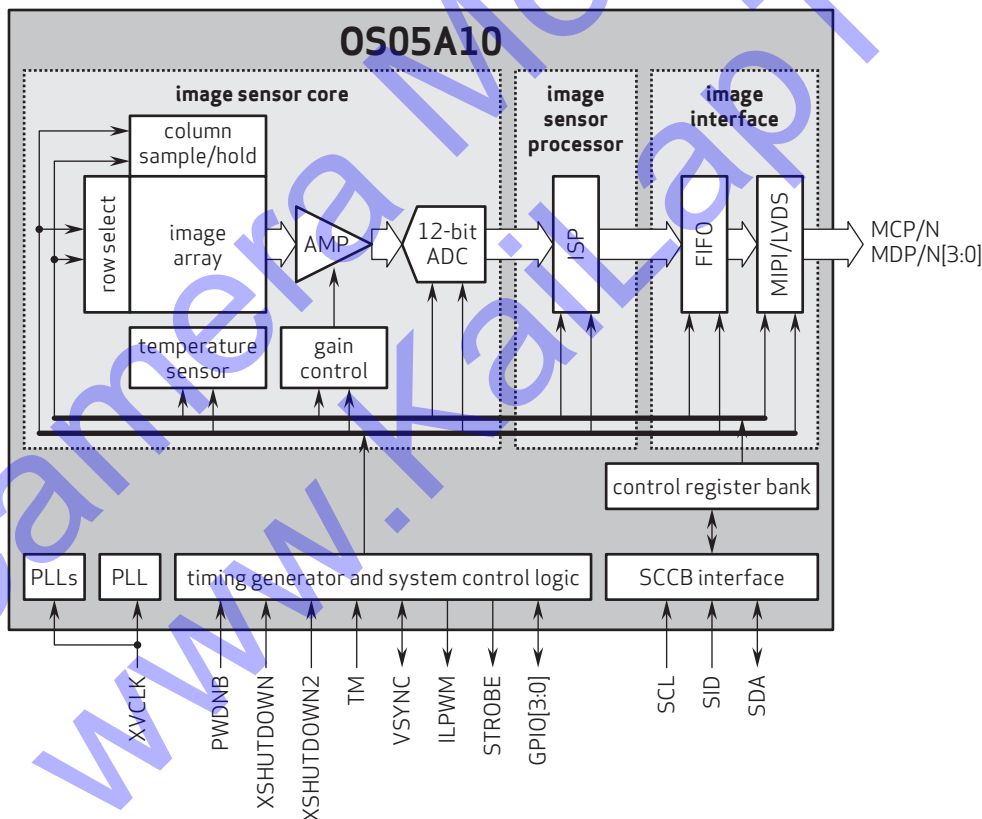 OS05A10
image sensor core
image
sensor
processor
image
interface
column
sample/hold
row select
image
array
AMP
12-bit
ADC
ISP
FIFO
MIPI/LVDS
MCP/N
MDP/N[3:0]
temperature
sensor
gain
control
control register bank
PLLs
PLL
timing generator and system control logic
SCCB interface
XVCLK
PWDNB
XSHUTDOWN
XSHUTDOWN2
TM
VSYNC
ILPWM
STROBE
GPIO[3:0]
SCL
SID
SDA
Camera
www.KaiLap